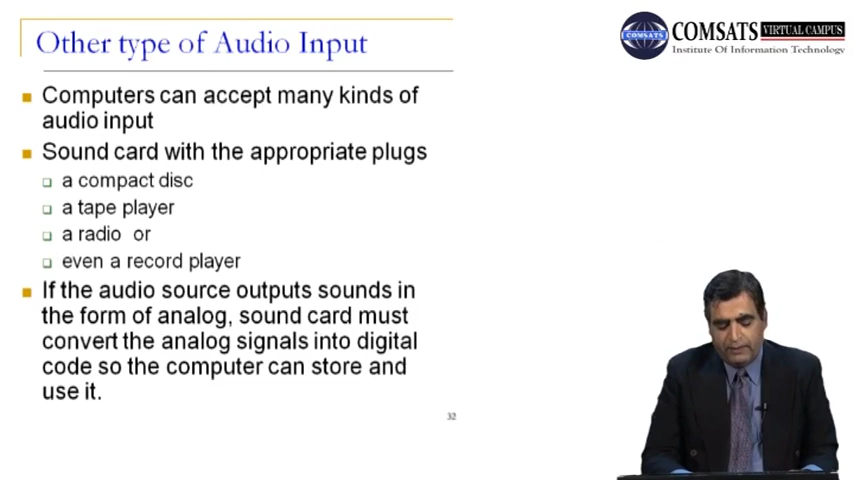 Other type of Audio Input
COMSATS
COMSATS VIRTUAL CAMPUS
Institute Of Information Technology
Computers can accept many kinds of
audio input
Sound card with the appropriate plugs
a compact disc
a tape player
a radio or
even a record player
If the audio source outputs sounds in
the form of analog, sound card must
convert the analog signals into digital
code so the computer can store and
use it.
32